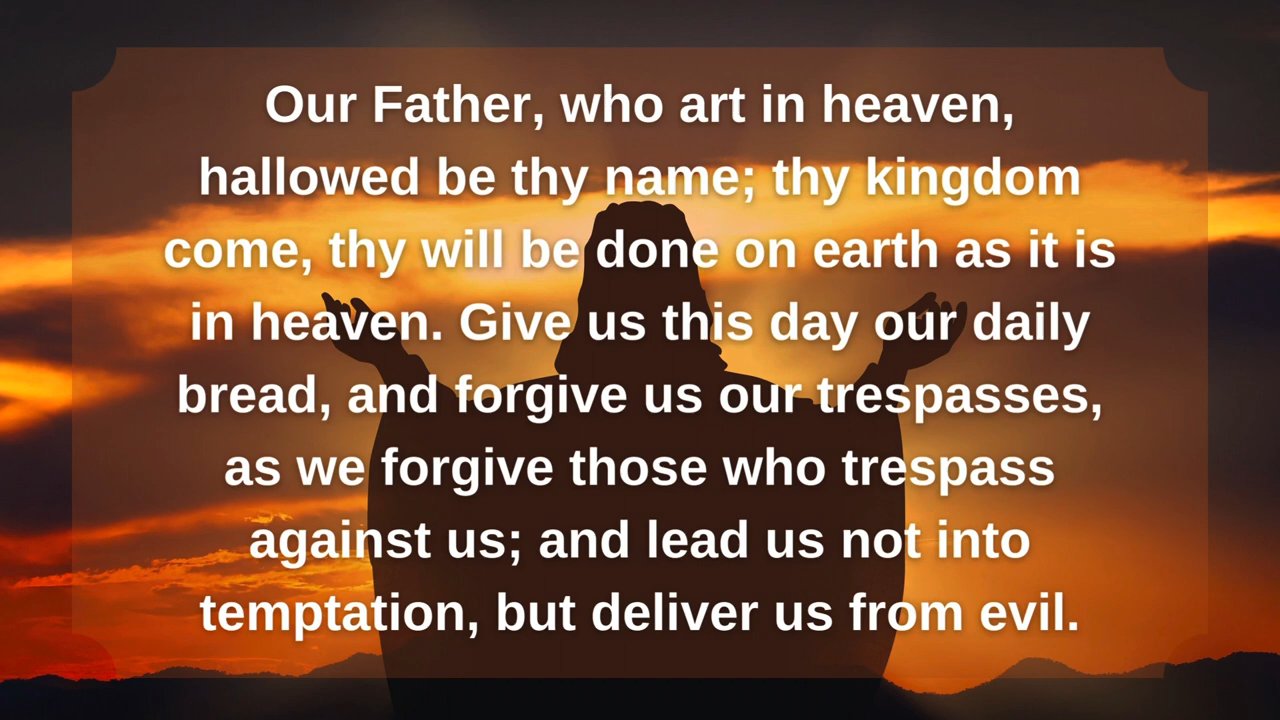 Our Father, who art in heaven,
hallowed be thy name; thy kingdom
come, thy will be done on earth as it is
in heaven. Give us this day our daily
bread, and forgive us our trespasses,
as we forgive those who trespass
against us; and lead us not into
temptation, but deliver us from evil.